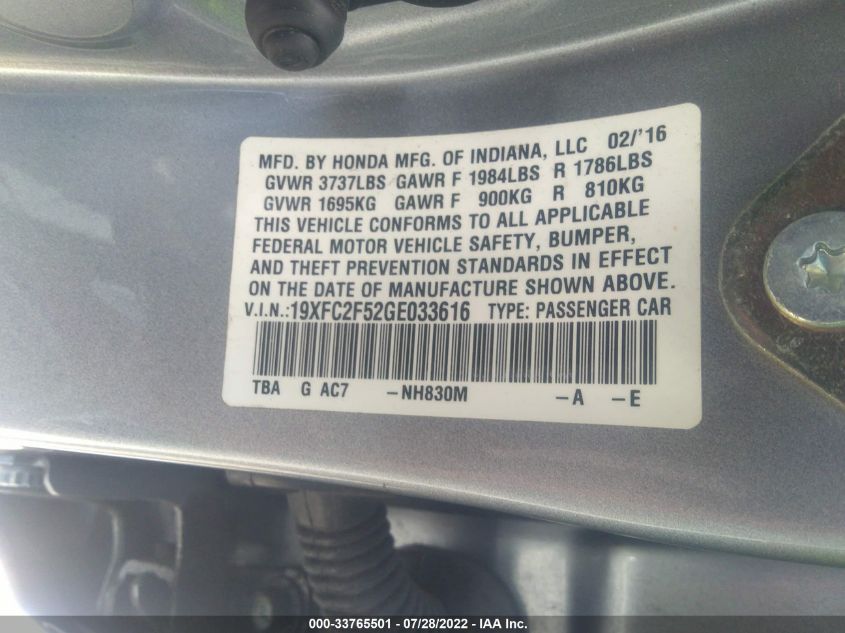 MFD. BY HONDA MFG. OF INDIANA, LLC 02/'16
GVWR 3737LBS GAWR F 1984LBS R 1786LBS
GVWR 1695KG GAWR F 900KG R 810KG
THIS VEHICLE CONFORMS TO ALL APPLICABLE
FEDERAL MOTOR VEHICLE SAFETY, BUMPER,
AND THEFT PREVENTION STANDARDS IN EFFECT
ON THE DATE OF MANUFACTURE SHOWN ABOVE.
V.I.N.:19XFC2F52GE033616 TYPE: PASSENGER CAR
TBA G AC7 -NH830M -A -E
000-33765501 / 07/28/2022 - IAA Inc.